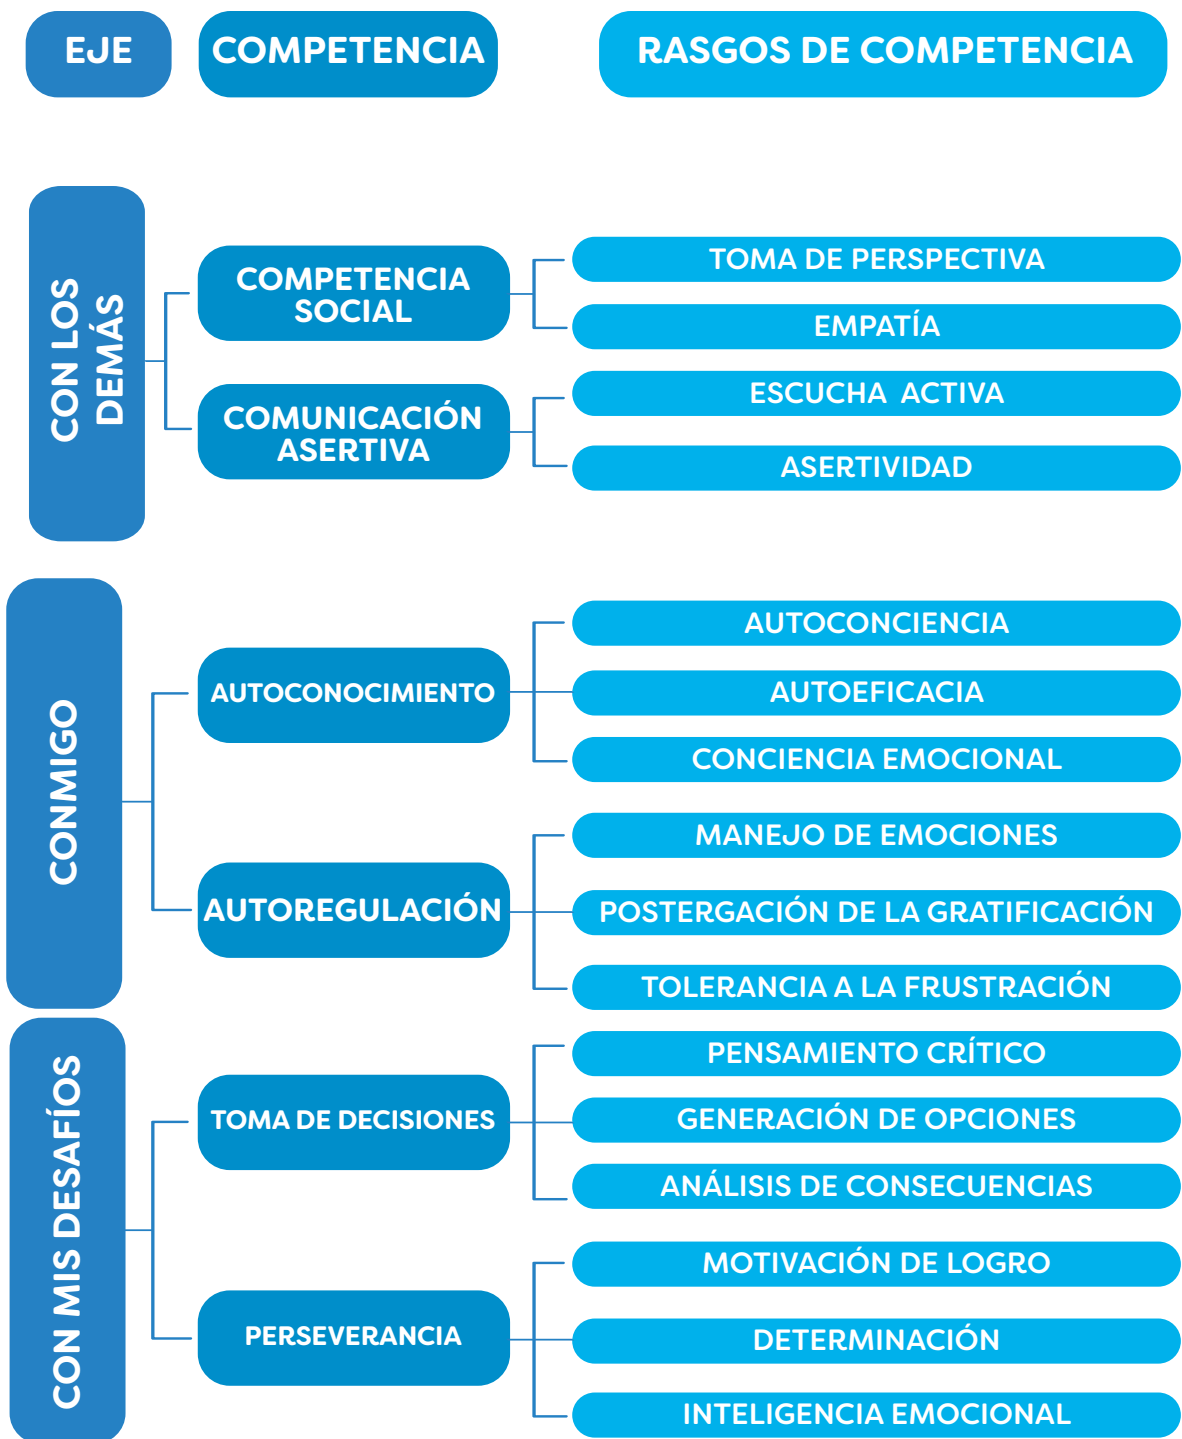 EJE
COMPETENCIA
RASGOS DE COMPETENCIA
CON LOS
DEMÁS
COMPETENCIA
SOCIAL
TOMA DE PERSPECTIVA
EMPATÍA
COMUNICACIÓN
ASERTIVA
ESCUCHA ACTIVA
ASERTIVIDAD
CONMIGO
AUTOCONOCIMIENTO
AUTOCONCIENCIA
AUTOEFICACIA
CONCIENCIA EMOCIONAL
AUTOREGULACIÓN
MANEJO DE EMOCIONES
POSTERGACIÓN DE LA GRATIFICACIÓN
TOLERANCIA A LA FRUSTRACIÓN
CON MIS DESAFÍOS
TOMA DE DECISIONES
PENSAMIENTO CRÍTICO
GENERACIÓN DE OPCIONES
ANÁLISIS DE CONSECUENCIAS
PERSEVERANCIA
MOTIVACIÓN DE LOGRO
DETERMINACIÓN
INTELIGENCIA EMOCIONAL